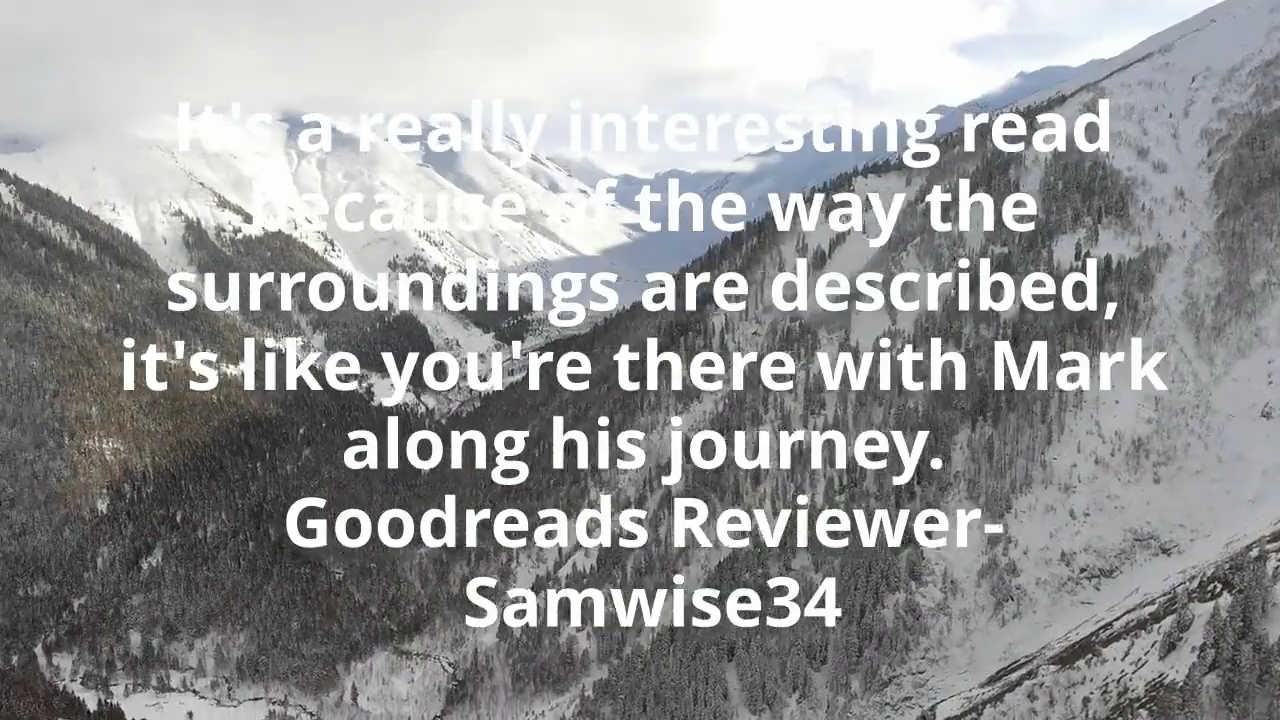 It's a really interesting read
because of the way the
surroundings are described,
it's like you're there with Mark
along his journey.
Goodreads Reviewer-
Samwise34